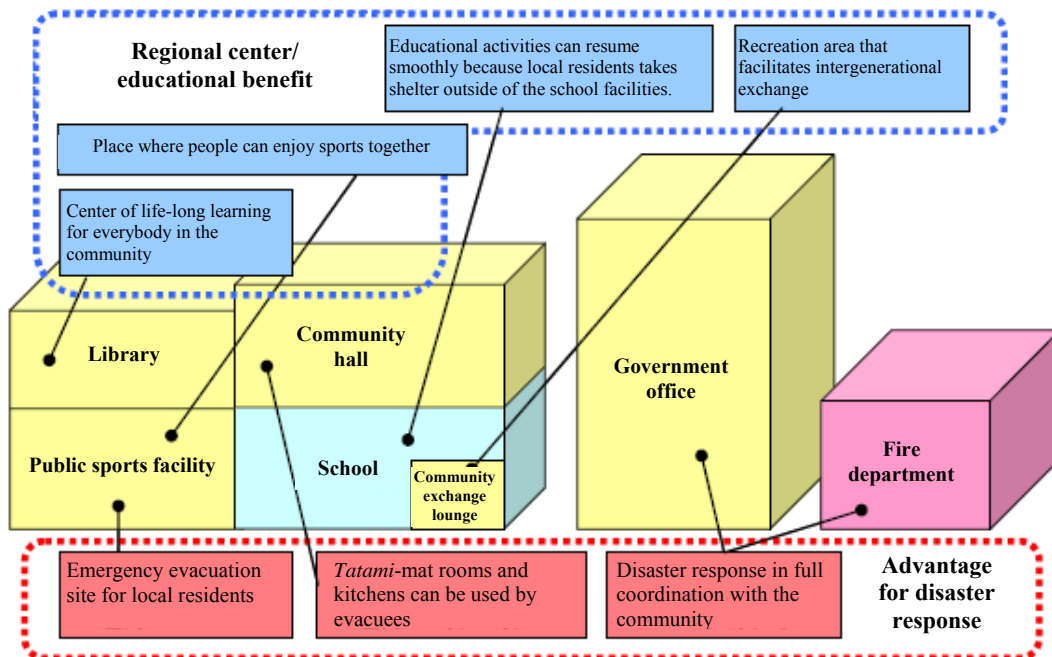 Regional center/
educational benefit
Educational activities can resume
smoothly because local residents takes
shelter outside of the school facilities.
Recreation area that
facilitates intergenerational
exchange
Place where people can enjoy sports together
Center of life-long learning
for everybody in the
community
Library
Community
hall
Government
office
Public sports facility
School
Community
exchange
lounge
Fire
department
Emergency evacuation
site for local residents
Tatami-mat rooms and
kitchens can be used by
evacuees
Disaster response in full
coordination with the
community
Advantage
for disaster
response